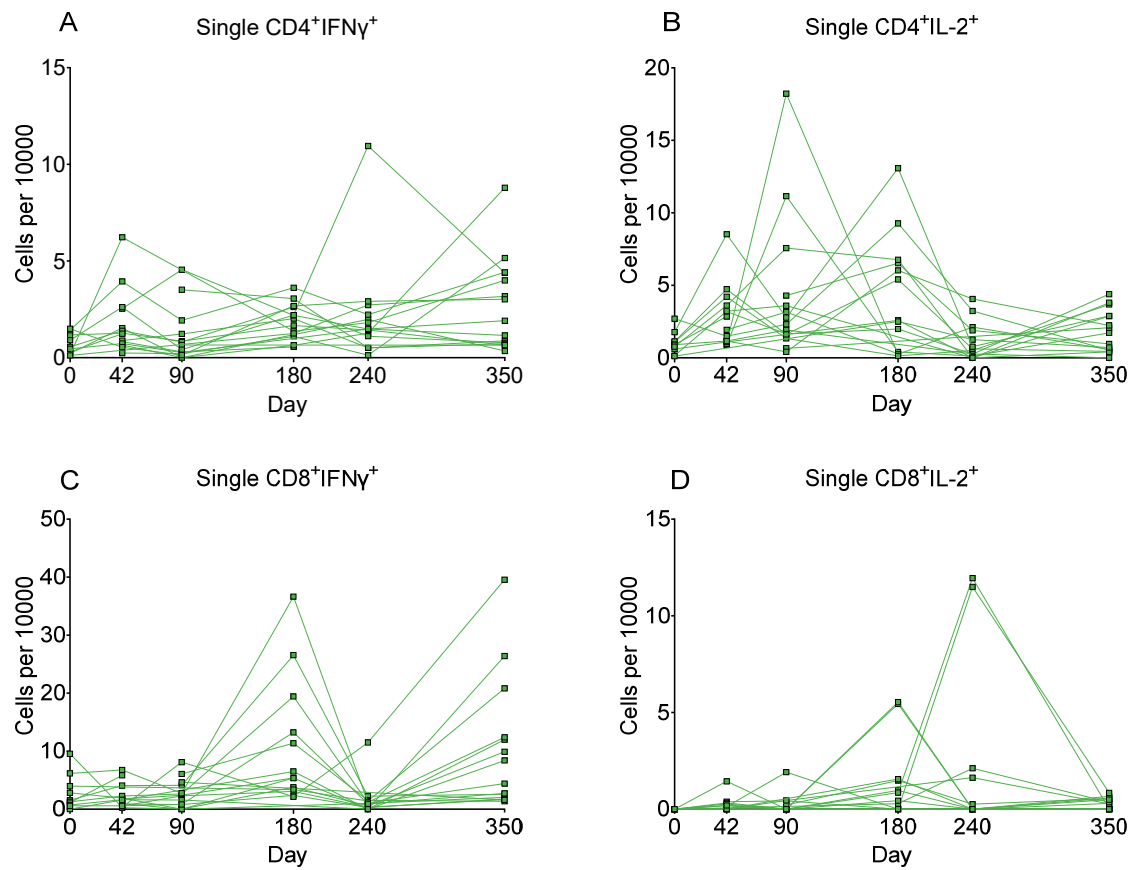 A
Single CD4⁺IFNγ⁺
15
10
5
0
Cells per 10000
0 42 90 180 240 350
Day
B
Single CD4⁺IL-2⁺
20
15
10
5
0
Cells per 10000
0 42 90 180 240 350
Day
C
Single CD8⁺IFNγ⁺
50
40
30
20
10
0
Cells per 10000
0 42 90 180 240 350
Day
D
Single CD8⁺IL-2⁺
15
10
5
0
Cells per 10000
0 42 90 180 240 350
Day